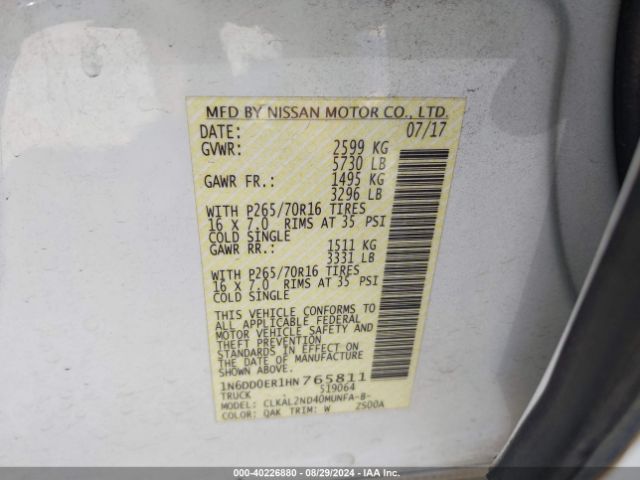 MFD BY NISSAN MOTOR CO., LTD.
DATE: 07/17
GVWR: 2599 KG
5730 LB
GAWR FR.: 1495 KG
3296 LB
WITH P265/70R16 TIRES
16 X 7.0 RIMS AT 35 PSI
COLD SINGLE
GAWR RR.: 1511 KG
3331 LB
WITH P265/70R16 TIRES
16 X 7.0 RIMS AT 35 PSI
COLD SINGLE
THIS VEHICLE CONFORMS TO
ALL APPLICABLE FEDERAL
MOTOR VEHICLE SAFETY AND
THEFT PREVENTION
STANDARDS IN EFFECT ON
THE DATE OF MANUFACTURE
SHOWN ABOVE.
1N6DD0ER1HN765811
TRUCK 519064
MODEL: CLKAL2ND40MUNFA-B-
COLOR: QAK TRIM: W ZS00A
000-40226880 - 08/29/2024 - IAA Inc.